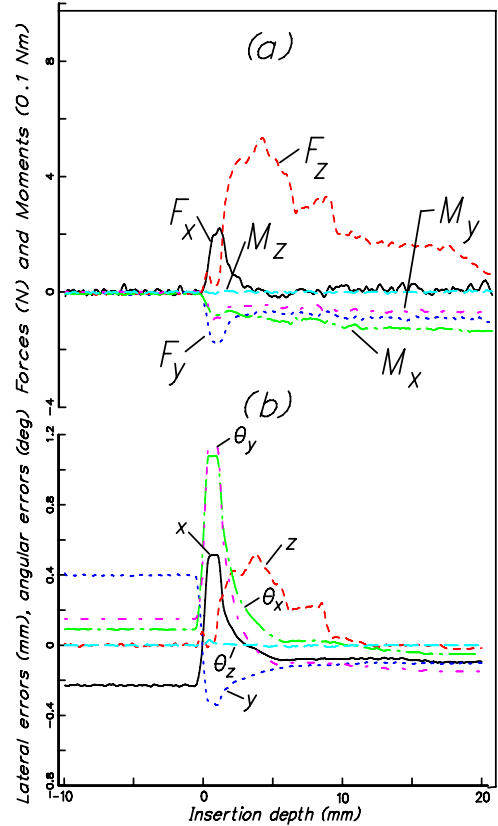 (a)
8
4
0
-4
Forces (N) and Moments (0.1 Nm)
F_z
F_x
M_z
M_y
F_y
M_x
(b)
1.2
0.8
0.4
0
-0.4
-0.8
Lateral errors (mm), angular errors (deg)
θ_y
x
z
θ_x
θ_z
y
-10 0 10 20
Insertion depth (mm)